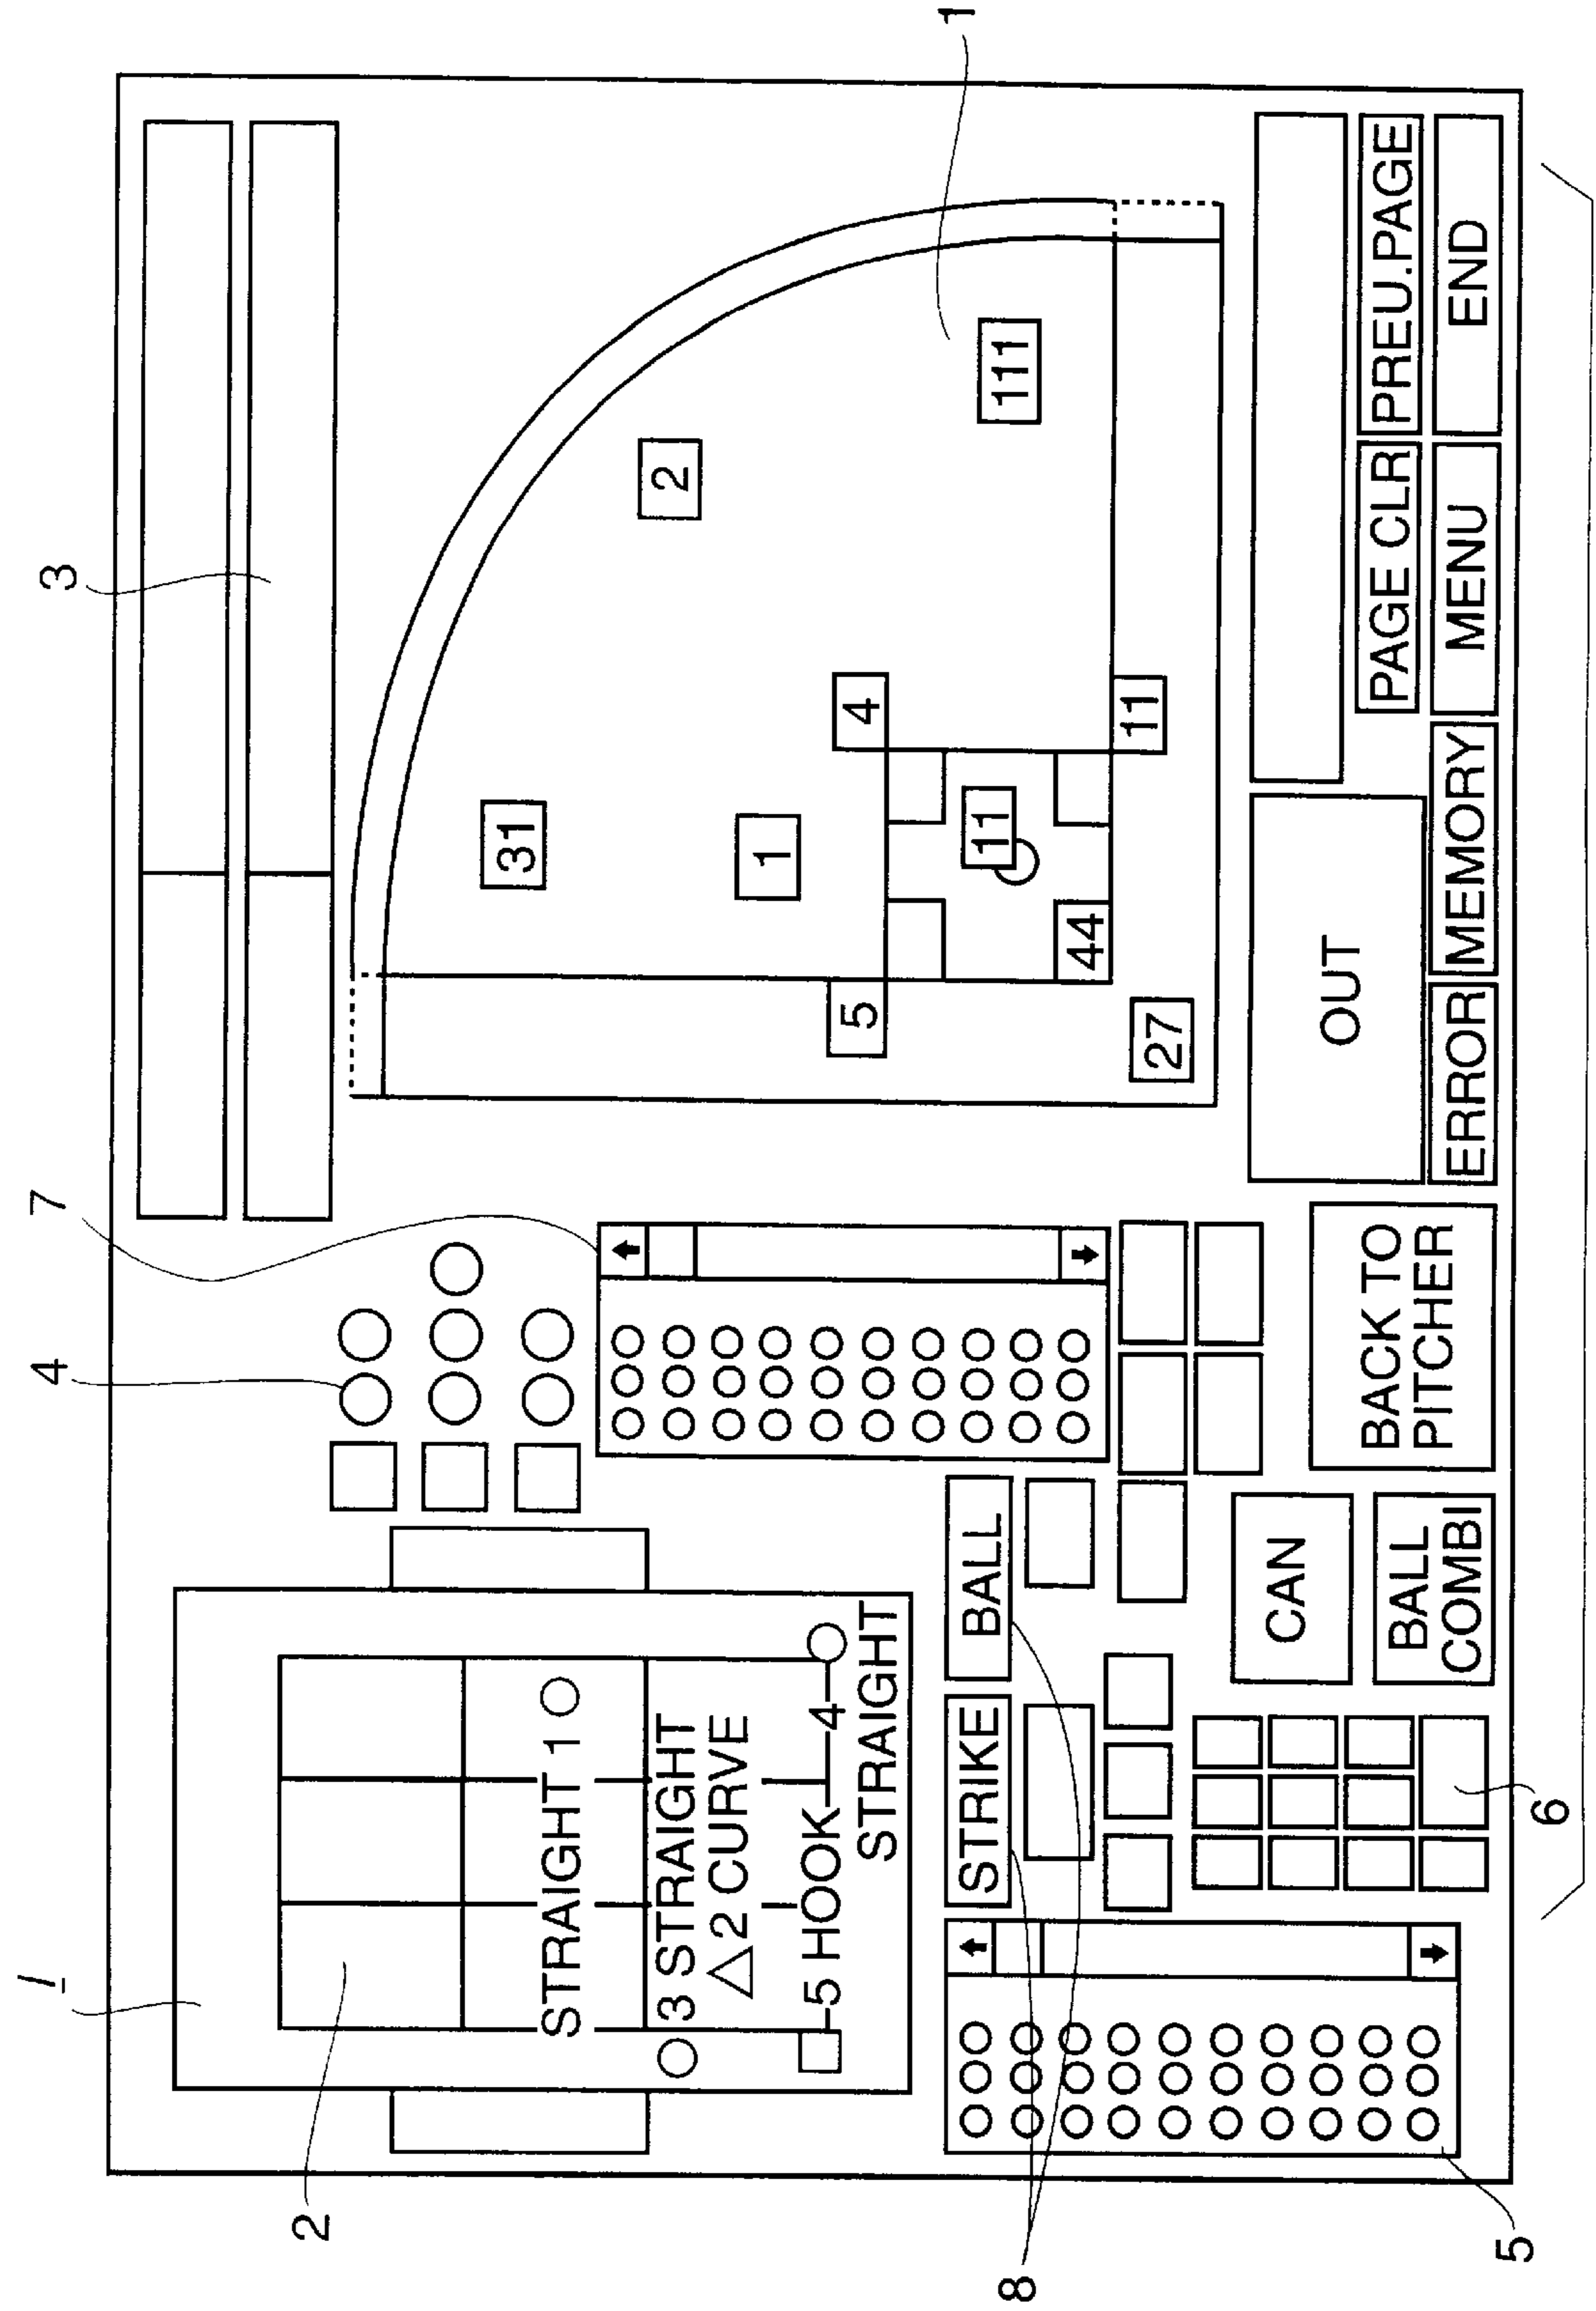 I
2
3
4
7
1
STRAIGHT 1
3 STRAIGHT
△2 CURVE
5 HOOK 4
STRAIGHT
31
2
1
4
5
11
111
44
11
27
STRIKE
BALL
OUT
CAN
BACK TO
PITCHER
BALL
COMBI
PAGE CLR
PREU.PAGE
ERROR
MEMORY
MENU
END
8
5
6